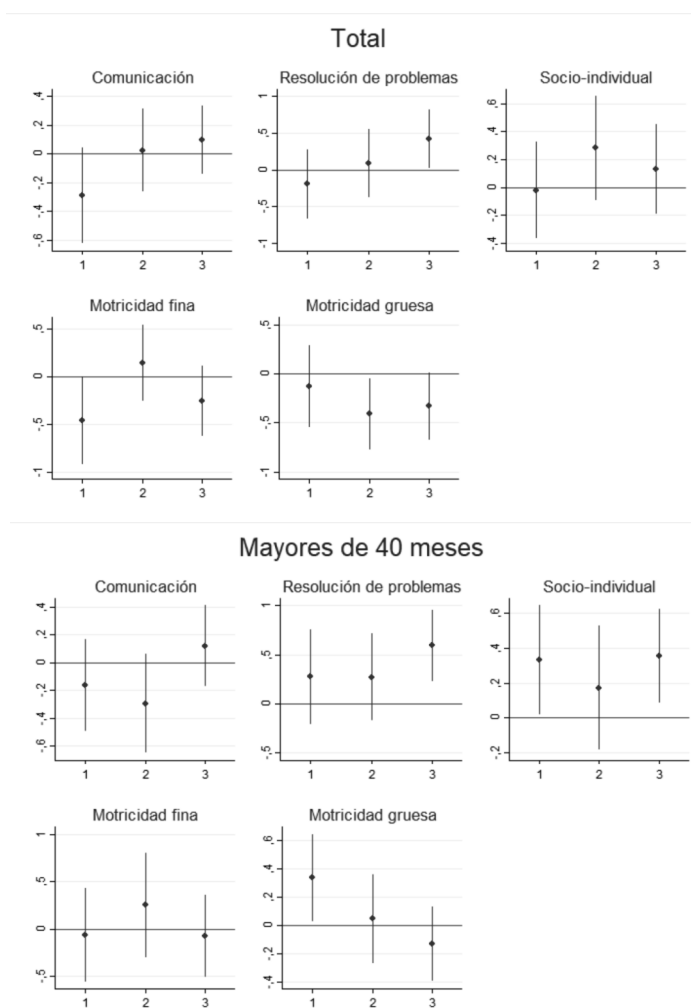 Total
Comunicación
Resolución de problemas
Socio-individual
,4
,2
0
-,2
-,4
-,6
1 2 3
1
,5
0
-,5
-1
1 2 3
,6
,4
,2
0
-,2
-,4
1 2 3
Motricidad fina
Motricidad gruesa
,5
0
-,5
-1
1 2 3
,5
0
-,5
-1
1 2 3
Mayores de 40 meses
Comunicación
Resolución de problemas
Socio-individual
,4
,2
0
-,2
-,4
-,6
1 2 3
1
,5
0
-,5
1 2 3
,6
,4
,2
0
-,2
1 2 3
Motricidad fina
Motricidad gruesa
1
,5
0
-,5
1 2 3
,6
,4
,2
0
-,2
-,4
1 2 3